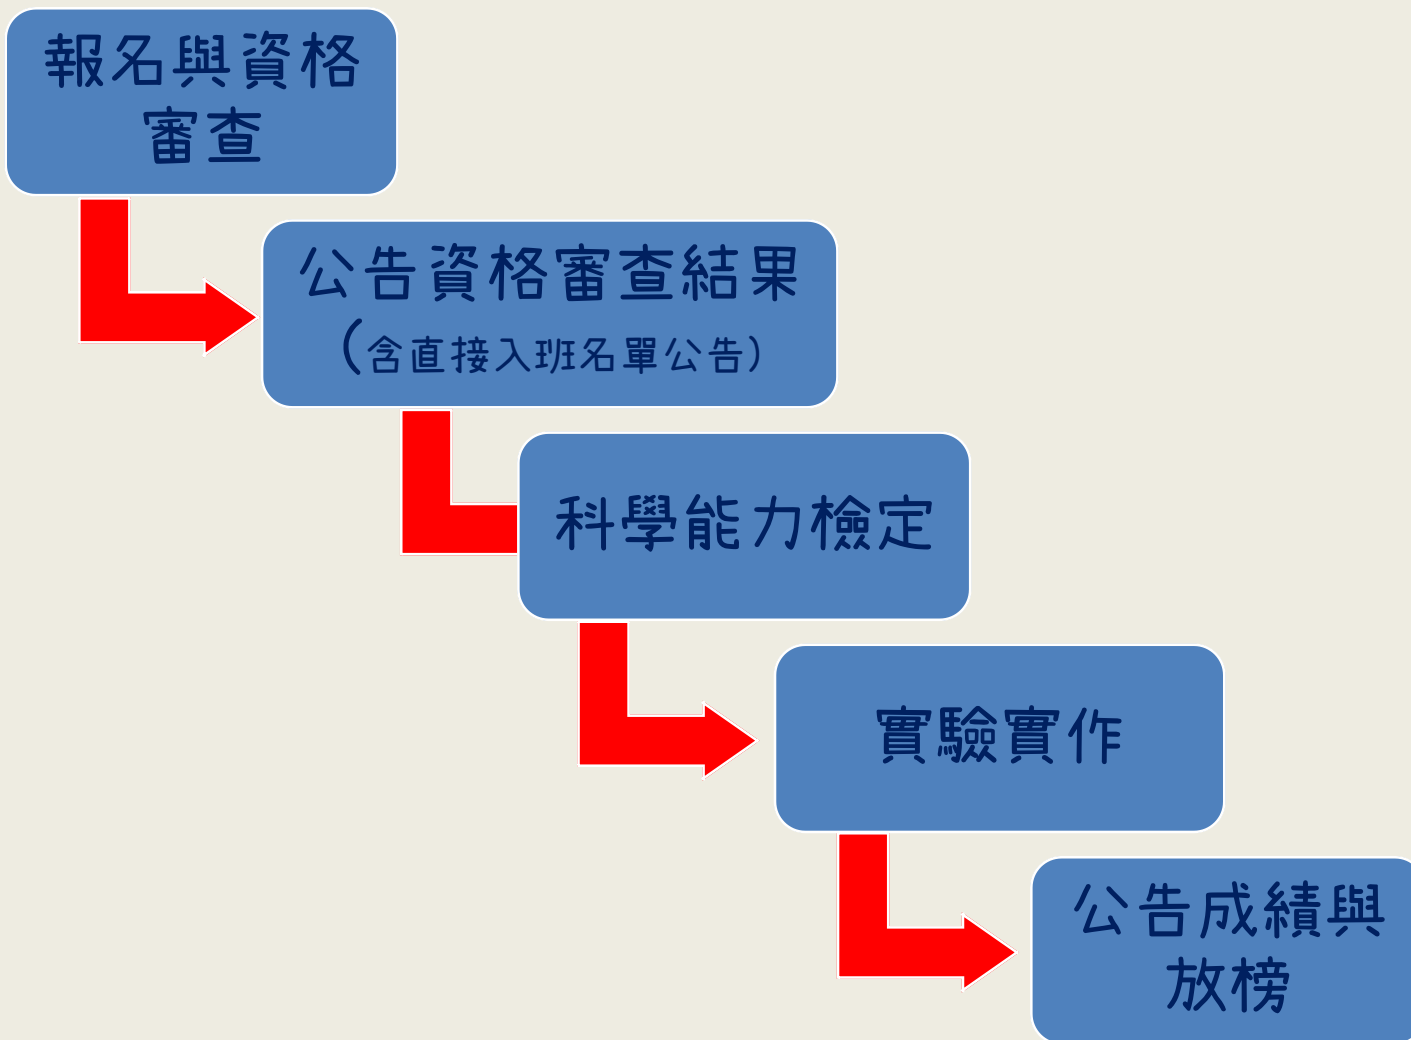 報名與資格
審查
公告資格審查結果
(含直接入班名單公告)
科學能力檢定
實驗實作
公告成績與
放榜